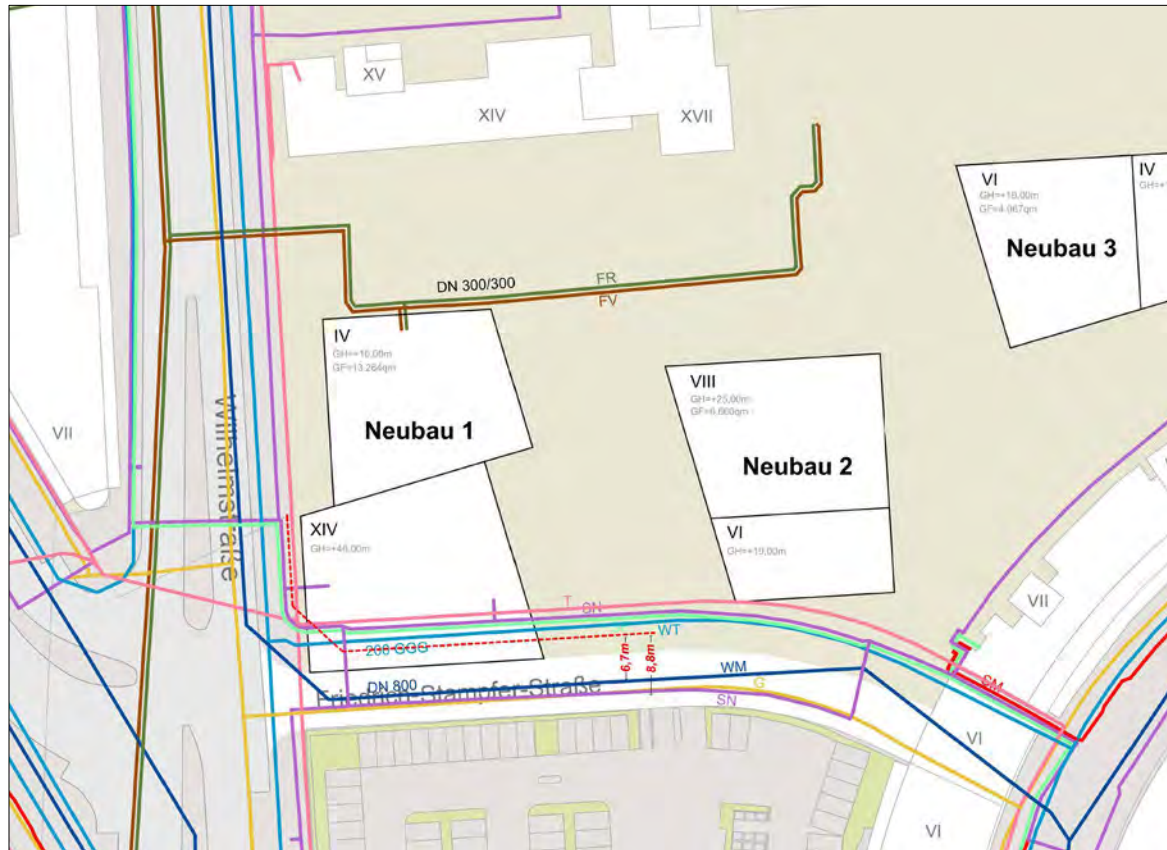 XV
XIV
XVII
VI
GH=+18,00m
GF=4.067qm
IV
Neubau 3
DN 300/300
FR
FV
IV
GH=+16,00m
GF=13.264qm
VIII
GH=+25,00m
GF=6.660qm
VII
Neubau 1
Neubau 2
Wilhelmstraße
XIV
GH=+46,00m
VI
GH=+19,00m
VII
T
SN
WT
200 GGG
6,7m
8,8m
WM
SM
DN 800
G
Friedrich-Stampfer-Straße
SN
VI
VI